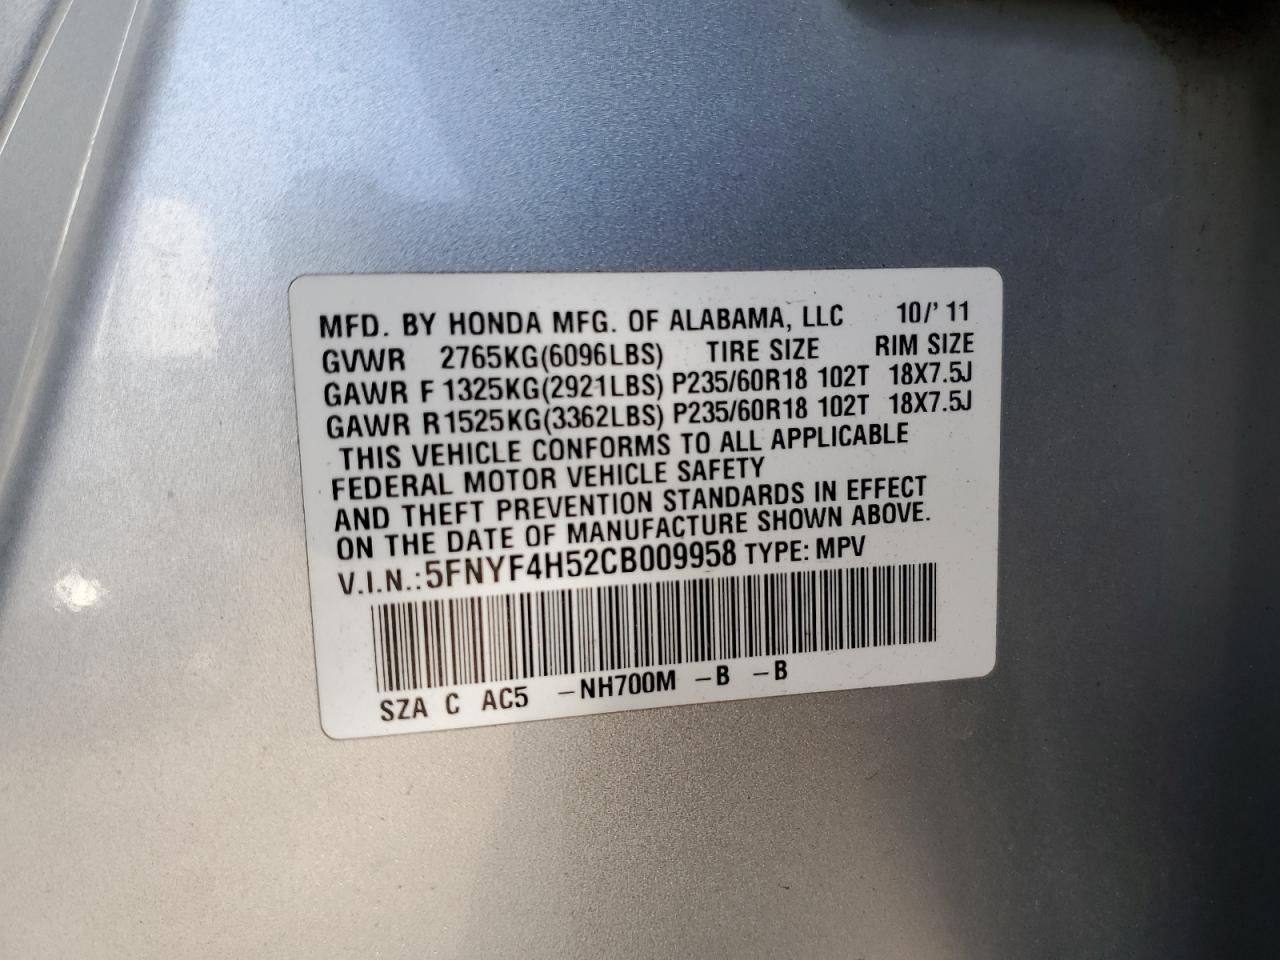 MFD. BY HONDA MFG. OF ALABAMA, LLC 10/' 11
GVWR 2765KG(6096LBS) TIRE SIZE RIM SIZE
GAWR F 1325KG(2921LBS) P235/60R18 102T 18X7.5J
GAWR R1525KG(3362LBS) P235/60R18 102T 18X7.5J
THIS VEHICLE CONFORMS TO ALL APPLICABLE
FEDERAL MOTOR VEHICLE SAFETY
AND THEFT PREVENTION STANDARDS IN EFFECT
ON THE DATE OF MANUFACTURE SHOWN ABOVE.
V.I.N.: 5FNYF4H52CB009958 TYPE: MPV
SZA C AC5 -NH700M -B -B